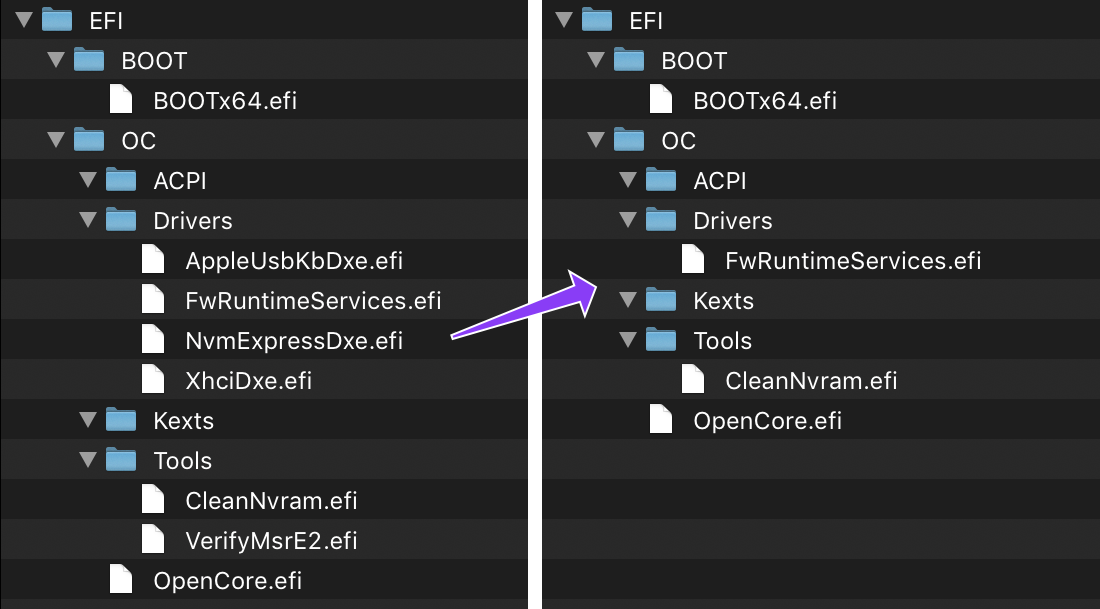 EFI
BOOT
BOOTx64.efi
OC
ACPI
Drivers
AppleUsbKbDxe.efi
FwRuntimeServices.efi
NvmExpressDxe.efi
XhciDxe.efi
Kexts
Tools
CleanNvram.efi
VerifyMsrE2.efi
OpenCore.efi
EFI
BOOT
BOOTx64.efi
OC
ACPI
Drivers
FwRuntimeServices.efi
Kexts
Tools
CleanNvram.efi
OpenCore.efi